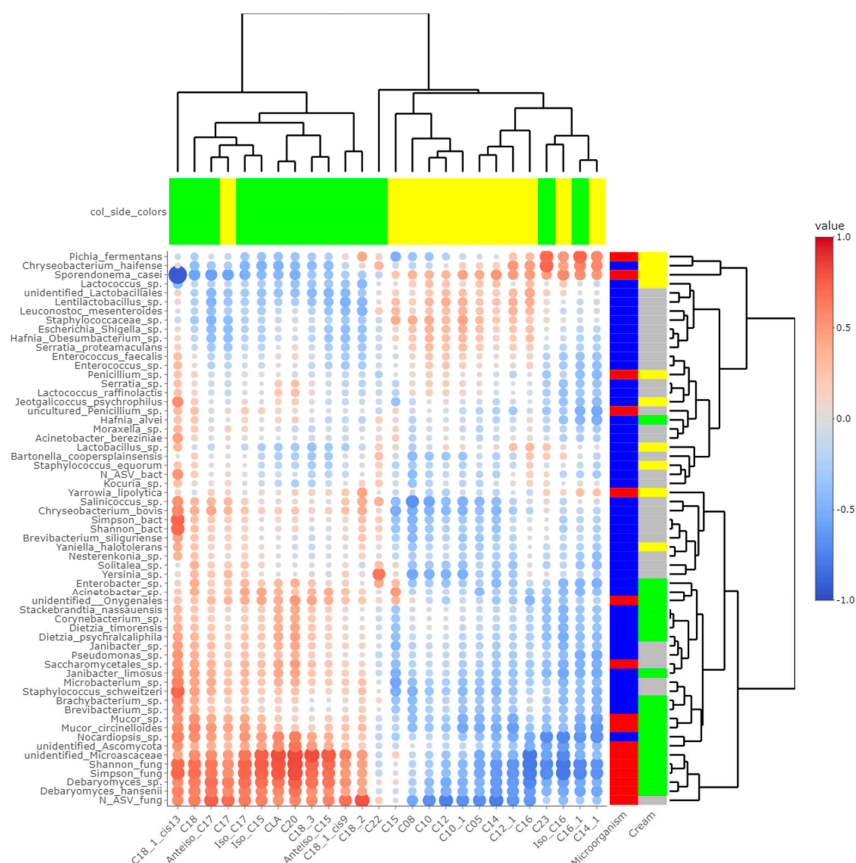 col_side_colors
value
1.0
0.5
0.0
-0.5
-1.0
Pichia_fermentans
Chryseobacterium_haifense
Sporendonema_casei
Lactococcus_sp.
unidentified_Lactobacillales
Lentilactobacillus_sp.
Leuconostoc_mesenteroides
Staphylococcaceae_sp.
Escherichia_Shigella_sp.
Hafnia_Obesumbacterium_sp.
Serratia_proteamaculans
Enterococcus_faecalis
Enterococcus_sp.
Penicillium_sp.
Serratia_sp.
Lactococcus_raffinolactis
Jeotgalicoccus_psychrophilus
uncultured_Penicillium_sp.
Hafnia_alvei
Moraxella_sp.
Acinetobacter_bereziniae
Lactobacillus_sp.
Bartonella_coopersplainsensis
Staphylococcus_equorum
N_ASV_bact
Kocuria_sp.
Yarrowia_lipolytica
Salinicoccus_sp.
Chryseobacterium_bovis
Simpson_bact
Shannon_bact
Brevibacterium_siliguriense
Yaniella_halotolerans
Nesterenkonia_sp.
Solitalea_sp.
Yersinia_sp.
Enterobacter_sp.
Acinetobacter_sp.
unidentified__Onygenales
Stackebrandtia_nassauensis
Corynebacterium_sp.
Dietzia_timorensis
Dietzia_psychralcaliphila
Janibacter_sp.
Pseudomonas_sp.
Saccharomycetales_sp.
Janibacter_limosus
Microbacterium_sp.
Staphylococcus_schweitzeri
Brachybacterium_sp.
Brevibacterium_sp.
Mucor_sp.
Mucor_circinelloides
Nocardiopsis_sp.
unidentified_Ascomycota
unidentified_Microascaceae
Shannon_fung
Simpson_fung
Debaryomyces_sp.
Debaryomyces_hansenii
N_ASV_fung
C18_1_cis13
C18
Anteiso_C17
C17
Iso_C17
Iso_C15
CLA
C20
C18_3
Anteiso_C15
C18_1_cis9
C18_2
C22
C15
C08
C10
C12
C10_1
C05
C14
C12_1
C16
C23
Iso_C16
C16_1
C14_1
Microorganism
Cream